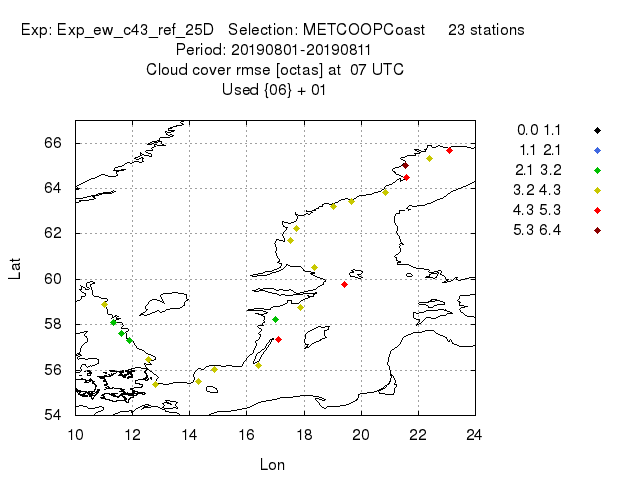 Exp: Exp_ew_c43_ref_25D   Selection: METCOOPCoast     23 stations
Period: 20190801-20190811
Cloud cover rmse [octas] at  07 UTC
Used {06} + 01
66
64
62
60
58
56
54
Lat
10 12 14 16 18 20 22 24
Lon
0.0 1.1
1.1 2.1
2.1 3.2
3.2 4.3
4.3 5.3
5.3 6.4